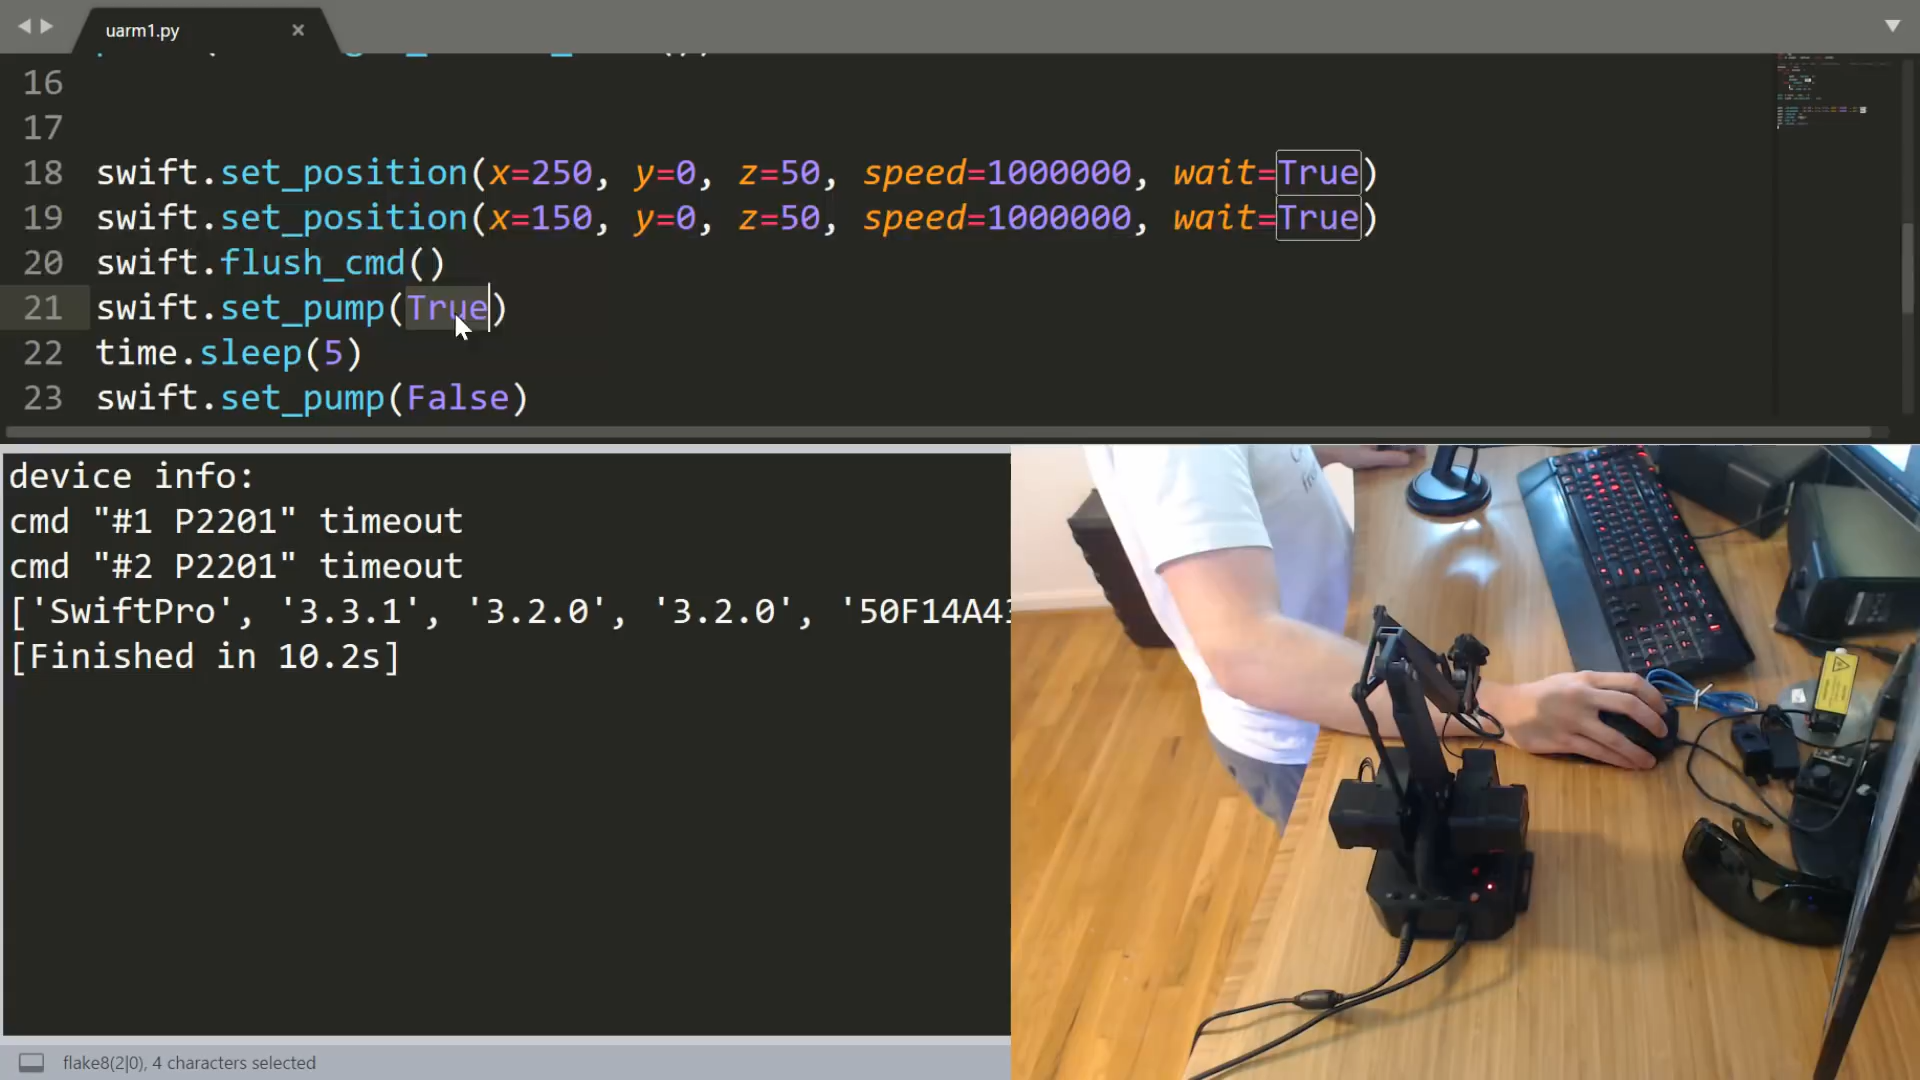 uarm1.py
16
17
18 swift.set_position(x=250, y=0, z=50, speed=1000000, wait=True)
19 swift.set_position(x=150, y=0, z=50, speed=1000000, wait=True)
20 swift.flush_cmd()
21 swift.set_pump(True)
22 time.sleep(5)
23 swift.set_pump(False)
device info:
cmd "#1 P2201" timeout
cmd "#2 P2201" timeout
['SwiftPro', '3.3.1', '3.2.0', '3.2.0', '50F14A4
[Finished in 10.2s]
flake8(2|0), 4 characters selected